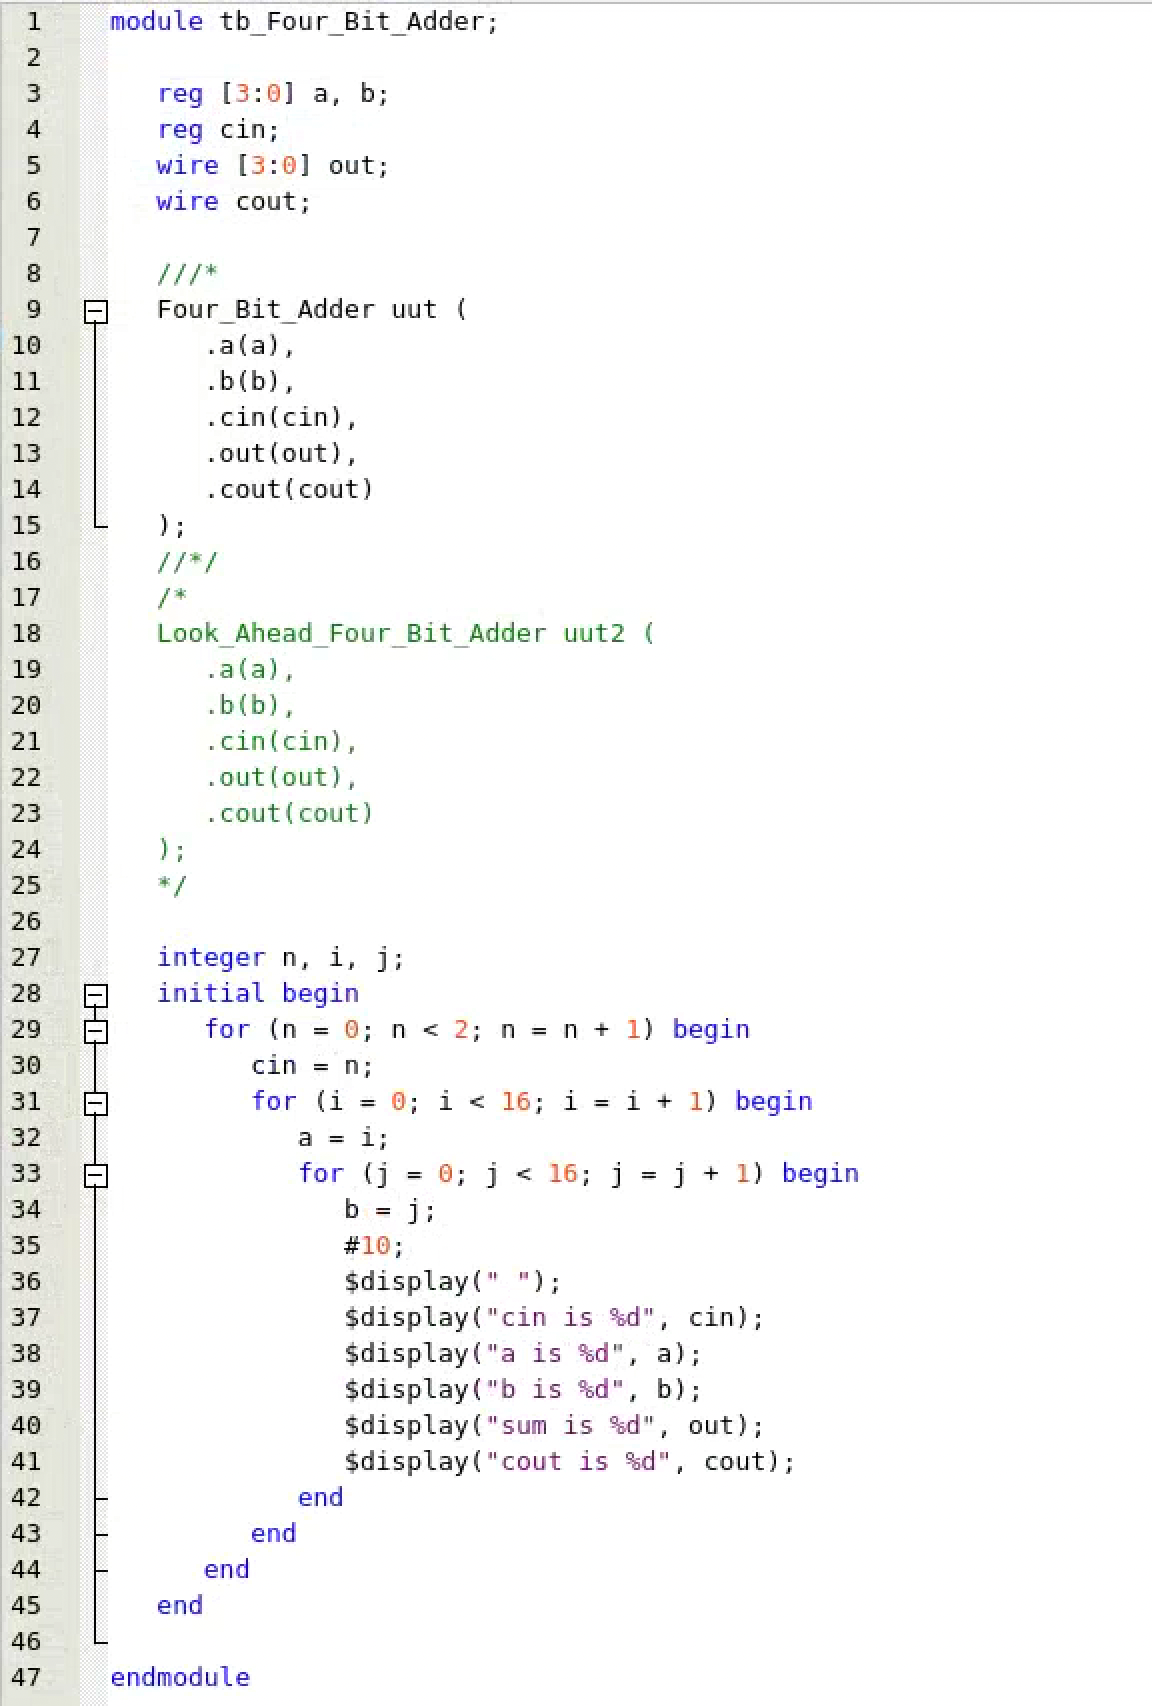 1 module tb_Four_Bit_Adder;
2
3    reg [3:0] a, b;
4    reg cin;
5    wire [3:0] out;
6    wire cout;
7
8    ///*
9    Four_Bit_Adder uut (
10       .a(a),
11       .b(b),
12       .cin(cin),
13       .out(out),
14       .cout(cout)
15    );
16    //*/
17    /*
18    Look_Ahead_Four_Bit_Adder uut2 (
19       .a(a),
20       .b(b),
21       .cin(cin),
22       .out(out),
23       .cout(cout)
24    );
25    */
26
27    integer n, i, j;
28    initial begin
29       for (n = 0; n < 2; n = n + 1) begin
30          cin = n;
31          for (i = 0; i < 16; i = i + 1) begin
32             a = i;
33             for (j = 0; j < 16; j = j + 1) begin
34                b = j;
35                #10;
36                $display(" ");
37                $display("cin is %d", cin);
38                $display("a is %d", a);
39                $display("b is %d", b);
40                $display("sum is %d", out);
41                $display("cout is %d", cout);
42             end
43          end
44       end
45    end
46
47 endmodule